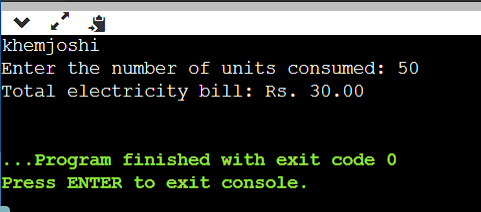 khemjoshi
Enter the number of units consumed: 50
Total electricity bill: Rs. 30.00
...Program finished with exit code 0
Press ENTER to exit console.